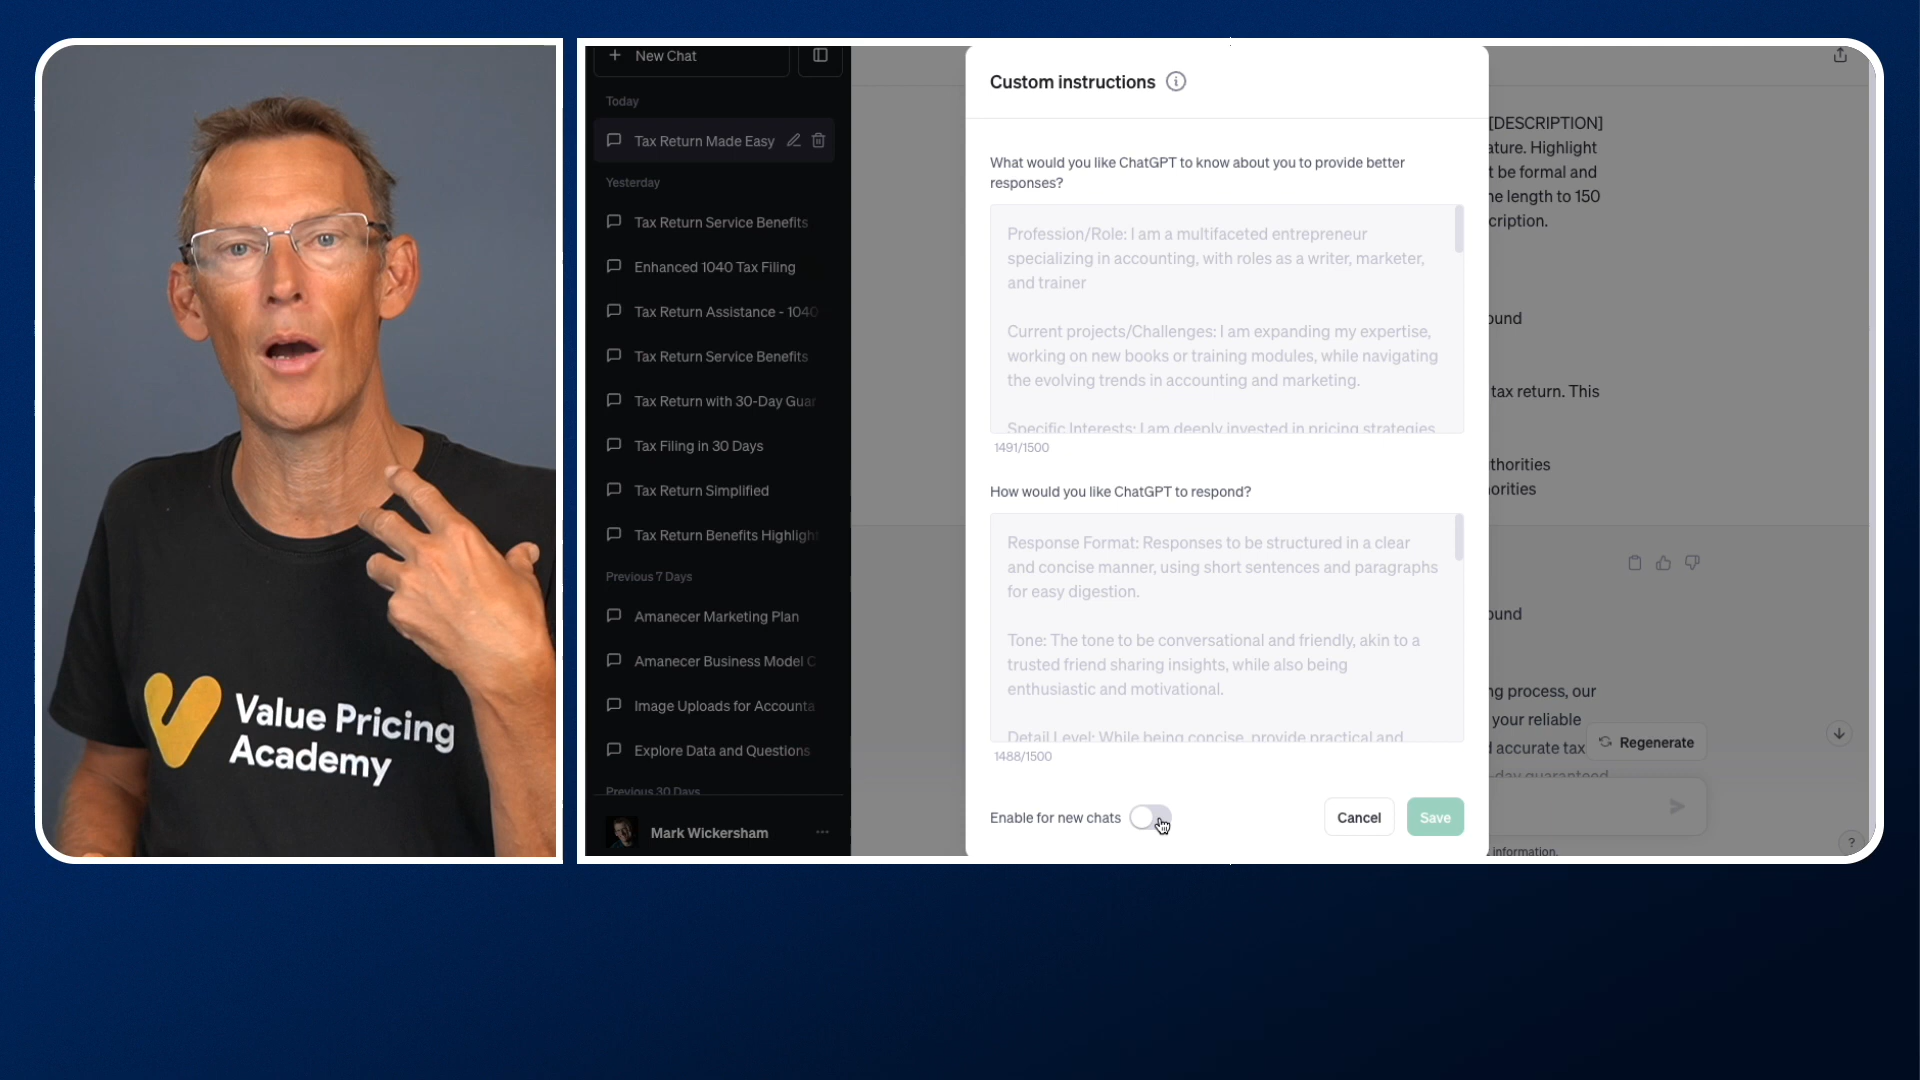 Value Pricing
Academy
New Chat
Today
Tax Return Made Easy
Yesterday
Tax Return Service Benefits
Enhanced 1040 Tax Filing
Tax Return Assistance - 1040
Tax Return Service Benefits
Tax Return with 30-Day Guar
Tax Filing in 30 Days
Tax Return Simplified
Tax Return Benefits Highligh
Previous 7 Days
Amanecer Marketing Plan
Amanecer Business Model C
Image Uploads for Accounta
Explore Data and Questions
Previous 30 Days
Mark Wickersham
Custom instructions
What would you like ChatGPT to know about you to provide better
responses?
Profession/Role: I am a multifaceted entrepreneur
specializing in accounting, with roles as a writer, marketer,
and trainer
Current projects/Challenges: I am expanding my expertise,
working on new books or training modules, while navigating
the evolving trends in accounting and marketing.
Specific Interests: I am deeply invested in pricing strategies
1491/1500
How would you like ChatGPT to respond?
Response Format: Responses to be structured in a clear
and concise manner, using short sentences and paragraphs
for easy digestion.
Tone: The tone to be conversational and friendly, akin to a
trusted friend sharing insights, while also being
enthusiastic and motivational.
Detail Level: While being concise, provide practical and
1488/1500
Enable for new chats
Cancel
Save
[DESCRIPTION]
ature. Highlight
t be formal and
he length to 150
cription.
ound
tax return. This
thorities
orities
ound
ng process, our
your reliable
d accurate tax
-day guaranteed
Regenerate
information.
?